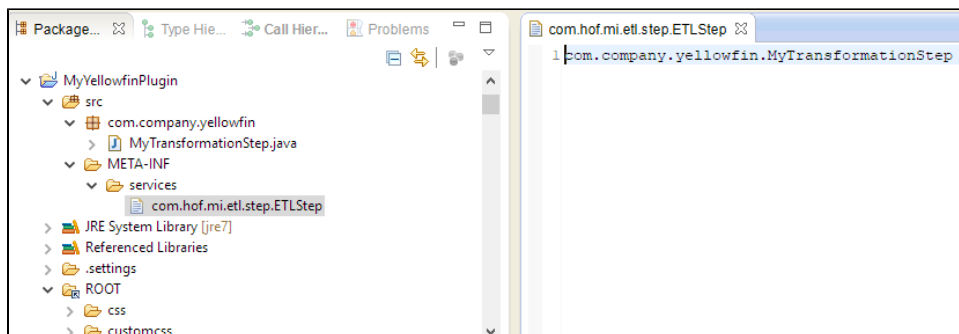 Package... Type Hie... Call Hier... Problems
com.hof.mi.etl.step.ETLStep
1 com.company.yellowfin.MyTransformationStep
MyYellowfinPlugin
src
com.company.yellowfin
MyTransformationStep.java
META-INF
services
com.hof.mi.etl.step.ETLStep
JRE System Library [jre7]
Referenced Libraries
.settings
ROOT
css
customcss